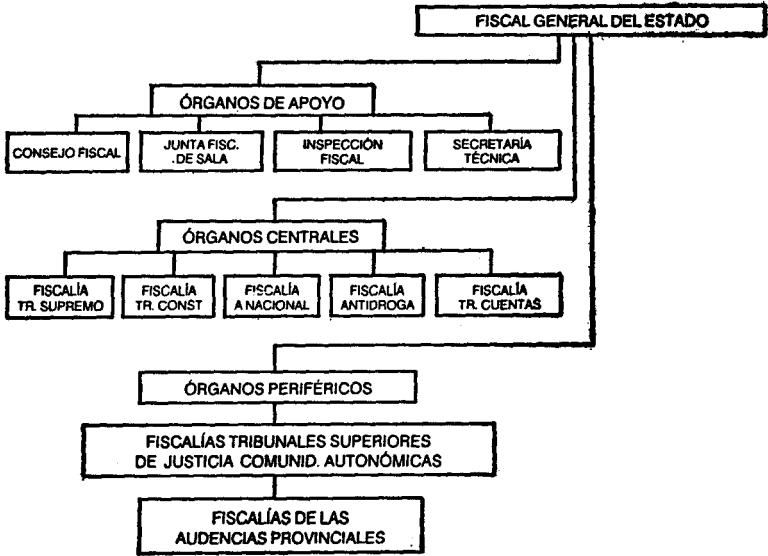 FISCAL GENERAL DEL ESTADO
ÓRGANOS DE APOYO
CONSEJO FISCAL
JUNTA FISC.
.DE SALA
INSPECCIÓN
FISCAL
SECRETARÍA
TÉCNICA
ÓRGANOS CENTRALES
FISCALÍA
TR. SUPREMO
FISCALÍA
TR. CONST
FISCALÍA
A NACIONAL
FISCALÍA
ANTIDROGA
FISCALÍA
TR. CUENTAS
ÓRGANOS PERIFÉRICOS
FISCALÍAS TRIBUNALES SUPERIORES
DE JUSTICIA COMUNID. AUTONÓMICAS
FISCALÍAS DE LAS
AUDENCIAS PROVINCIALES